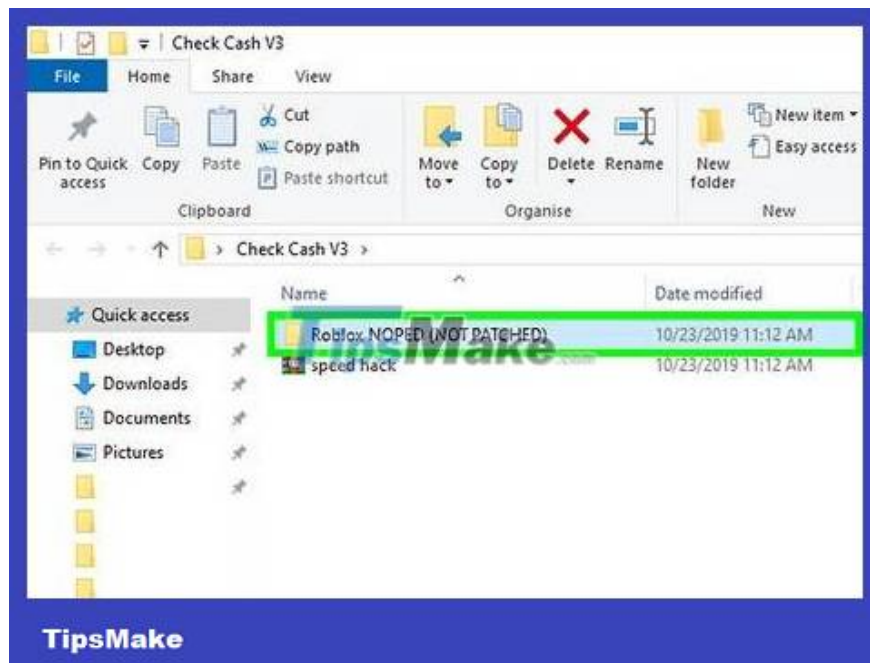 Check Cash V3
File Home Share View
Pin to Quick access
Copy
Paste
Cut
Copy path
Paste shortcut
Clipboard
Move to
Copy to
Delete
Rename
Organise
New folder
New item
Easy access
New
Check Cash V3
Name Date modified
Quick access
Roblox NOPED (NOT PATCHED) 10/23/2019 11:12 AM
Desktop
speed hack 10/23/2019 11:12 AM
Downloads
Documents
Pictures
TipsMake.com
TipsMake